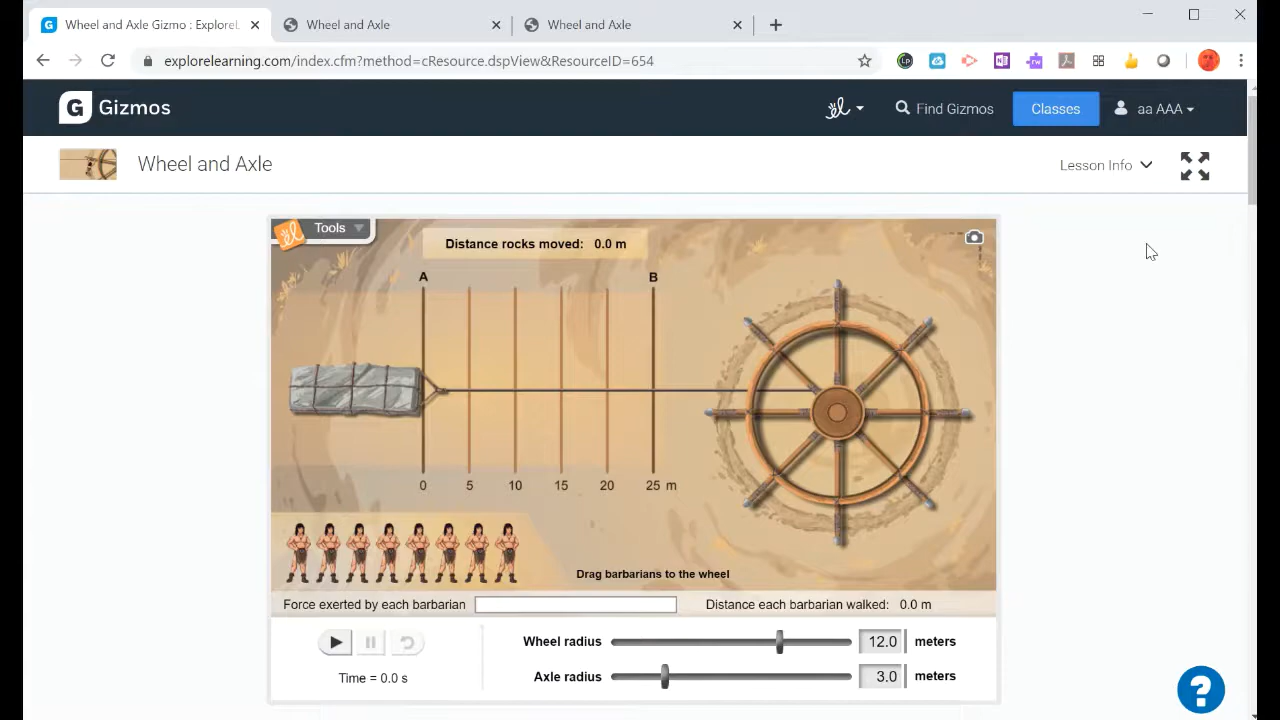 Wheel and Axle Gizmo : ExploreL
Wheel and Axle
Wheel and Axle
explorelearning.com/index.cfm?method=cResource.dspView&ResourceID=654
G Gizmos
Find Gizmos
Classes
aa AAA
Wheel and Axle
Lesson Info
Tools
Distance rocks moved: 0.0 m
A B
0 5 10 15 20 25 m
Drag barbarians to the wheel
Force exerted by each barbarian
Distance each barbarian walked: 0.0 m
Wheel radius 12.0 meters
Time = 0.0 s
Axle radius 3.0 meters
?